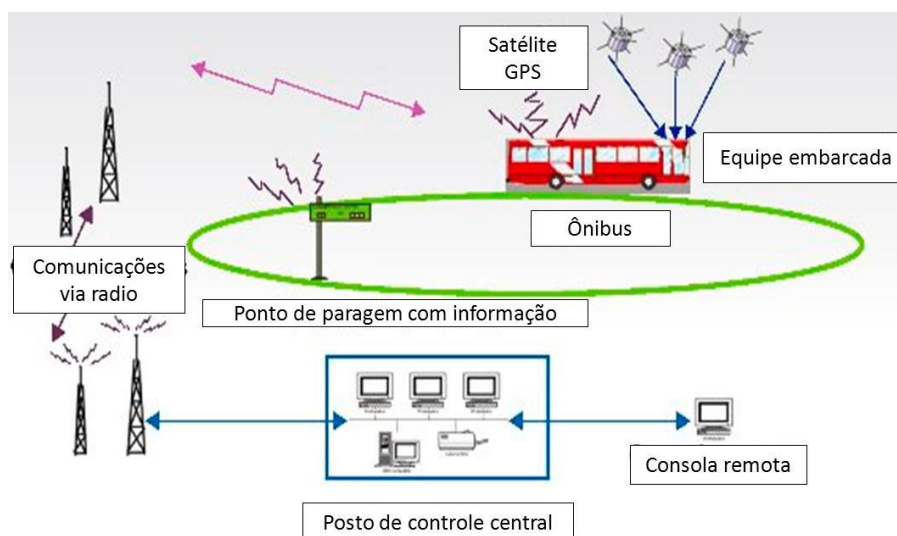 Satélite
GPS
Equipe embarcada
Ônibus
Comunicações
via radio
Ponto de paragem com informação
Consola remota
Posto de controle central